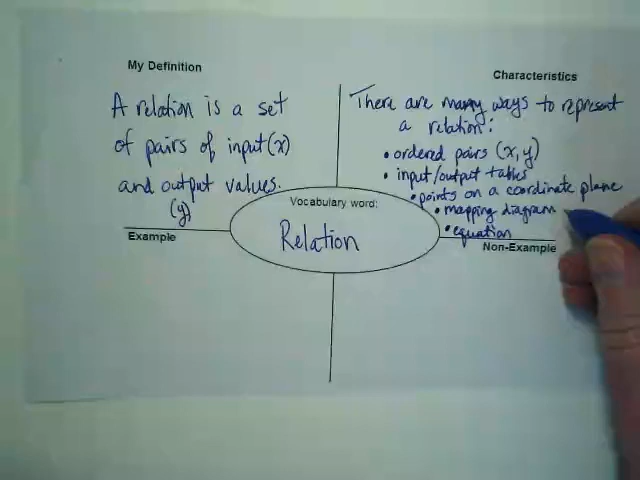 My Definition
A relation is a set
of pairs of input(x)
and output values.
(y)
Characteristics
There are many ways to represent
a relation:
• ordered pairs (x,y)
• input/output tables
• points on a coordinate plane
• mapping diagram
• equation
Vocabulary word:
Relation
Example
Non-Example